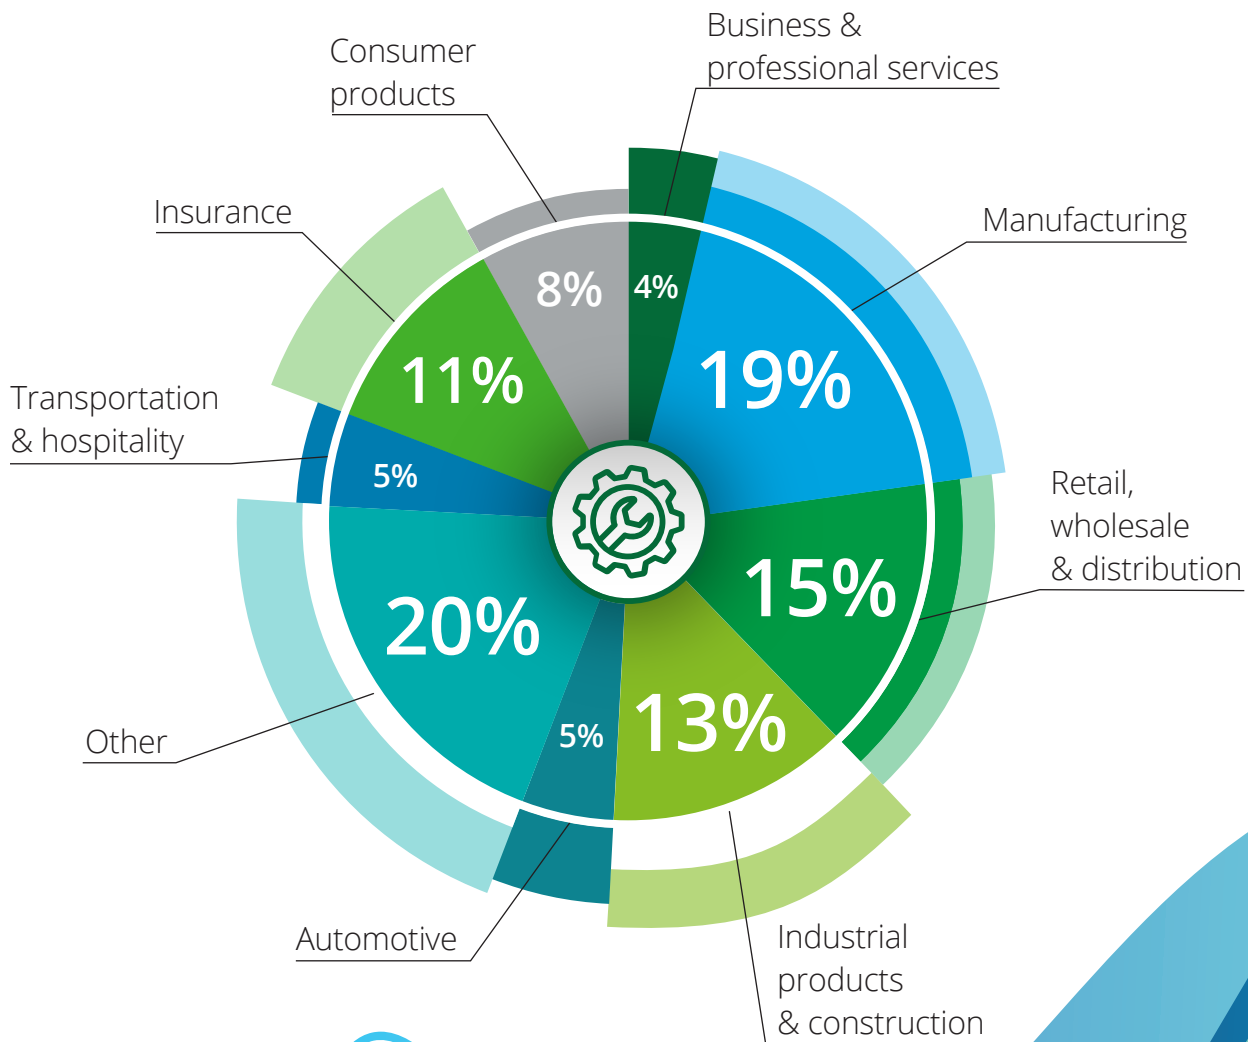 Business &
professional services
Consumer
products
Insurance
Manufacturing
8%
4%
11%
19%
Transportation
& hospitality
5%
Retail,
wholesale
& distribution
15%
20%
13%
5%
Other
Automotive
Industrial
products
& construction